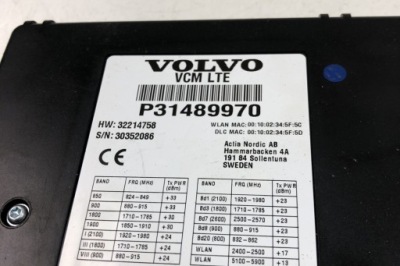 VOLVO
VCM LTE
P31489970
HW: 32214758
S/N: 30352086
WLAN MAC: 00:10:02:34:5F:5C
DLC MAC: 00:10:02:34:5F:5D
Actia Nordic AB
Hammarbacken 4A
191 84 Sollentuna
SWEDEN
CE
BAND FRQ (MHz) Tx PWR (dBm)
850 824-849 +33
900 880-915 +33
1800 1710-1785 +30
1900 1850-1910 +30
I (2100) 1920-1980 +24
III (1800) 1710-1785 +24
VIII (900) 880-915 +24
BAND FRQ (MHz) Tx PWR (dBm)
Bd1 (2100) 1920-1980 +23
Bd3 (1800) 1710-1785 +23
Bd7 (2600) 2500-2570 +23
Bd8 (900) 880-915 +23
Bd20 (800) 832-862 +23
WLAN 2400-2500 +17
WLAN 5100-5900 +13